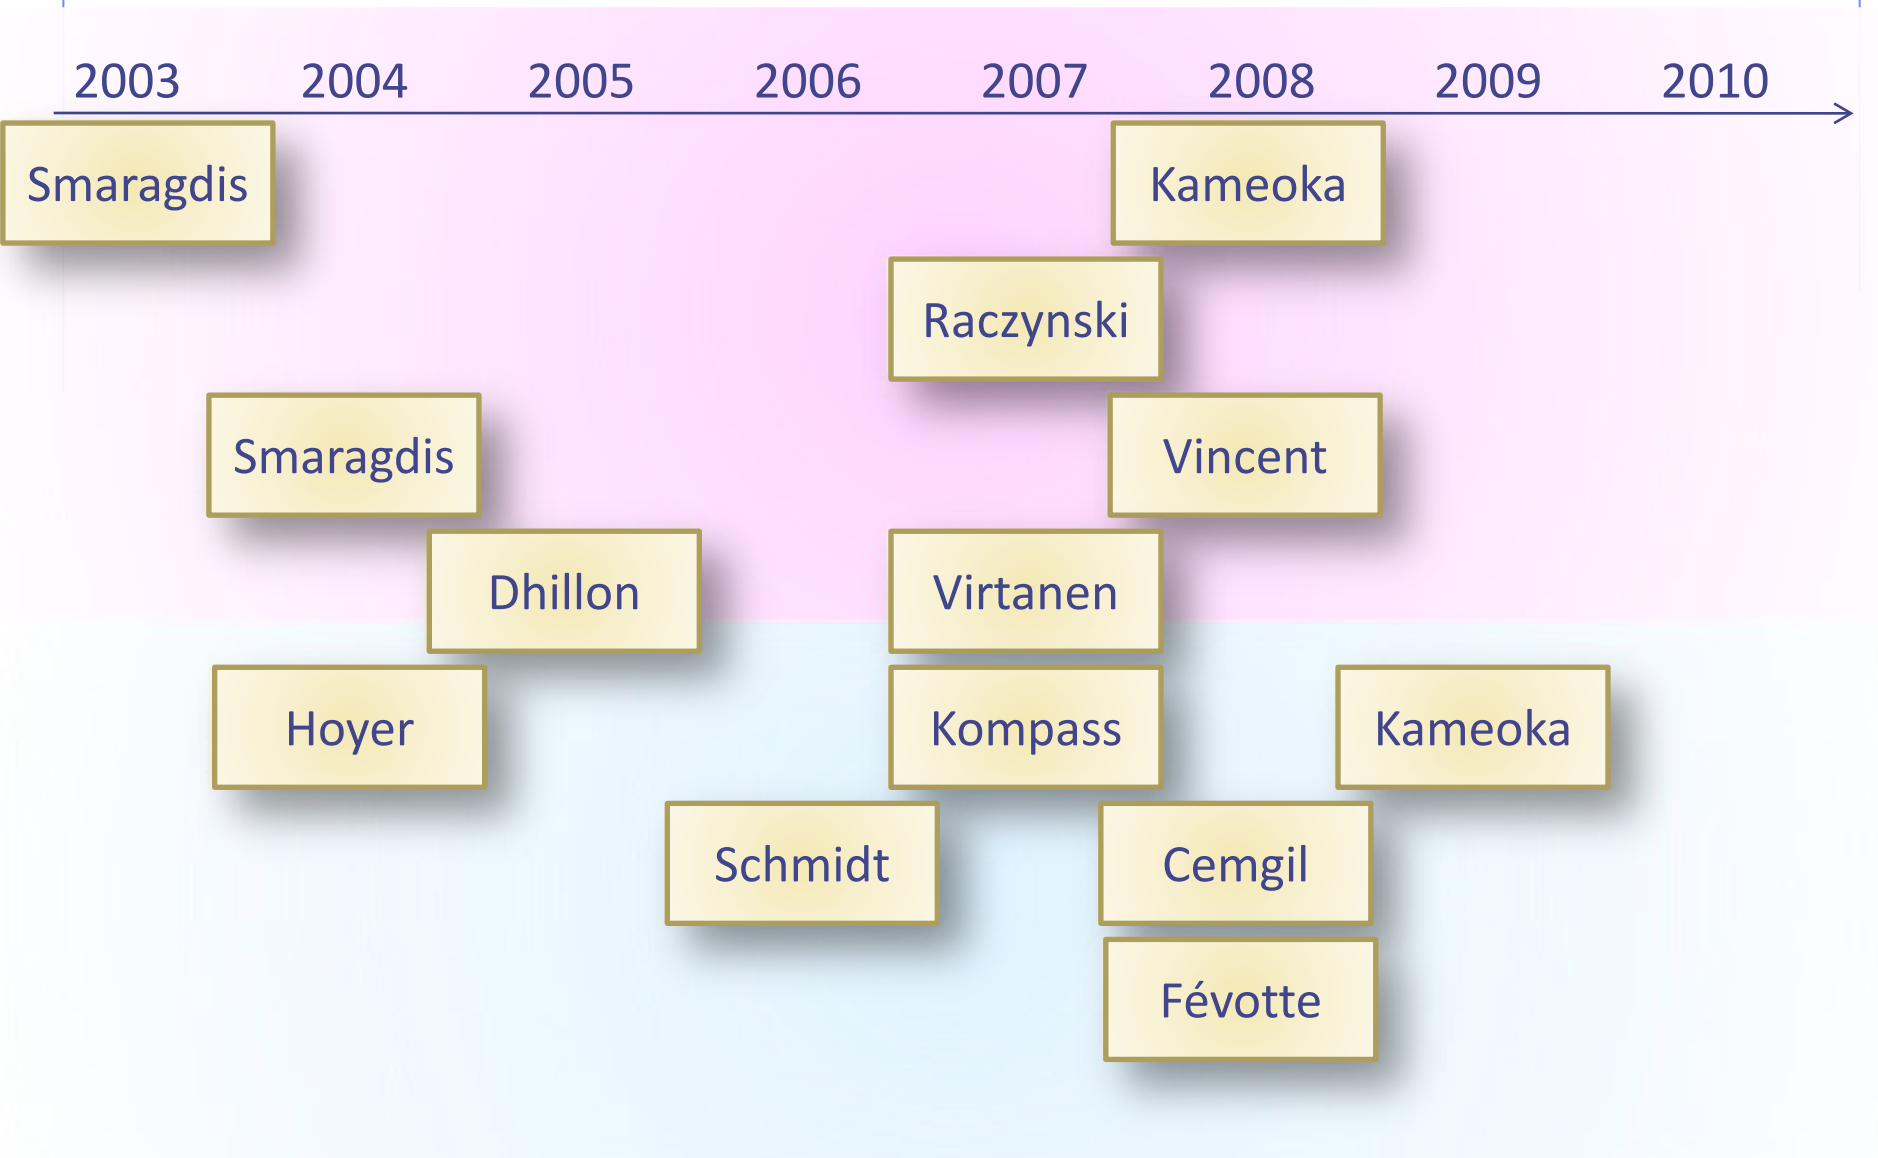 2003 2004 2005 2006 2007 2008 2009 2010
Smaragdis Kameoka
Raczynski
Smaragdis Vincent
Dhillon Virtanen
Hoyer Kompass Kameoka
Schmidt Cemgil
Févotte